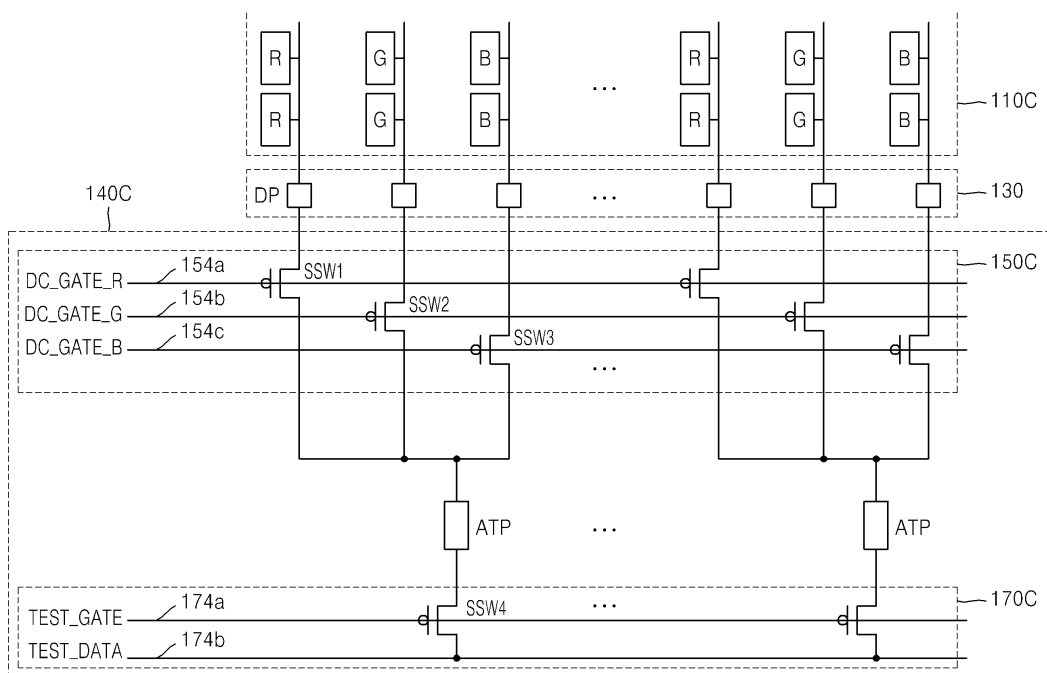 R G B R G B
... 110C
R G B R G B
140C
DP ... 130
DC_GATE_R 154a SSW1 150C
DC_GATE_G 154b SSW2
DC_GATE_B 154c SSW3
...
ATP ... ATP
TEST_GATE 174a SSW4 ... 170C
TEST_DATA 174b